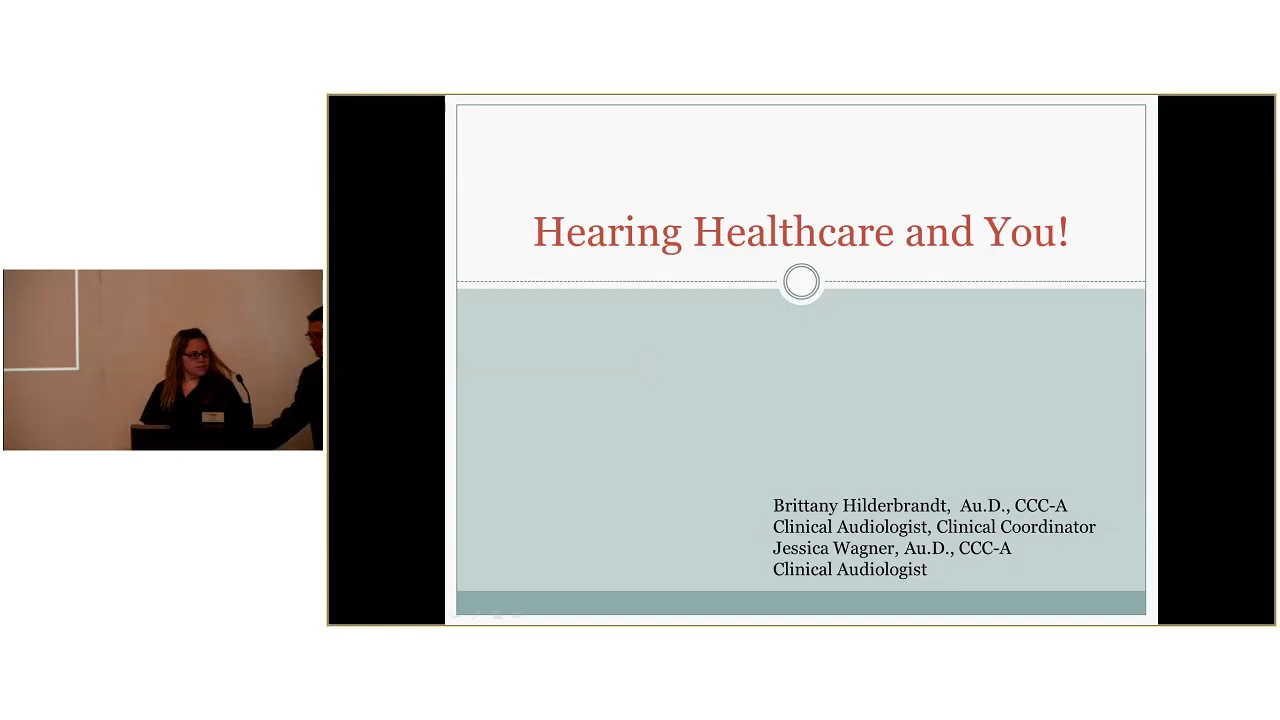 Hearing Healthcare and You!
Brittany Hilderbrandt, Au.D., CCC-A
Clinical Audiologist, Clinical Coordinator
Jessica Wagner, Au.D., CCC-A
Clinical Audiologist